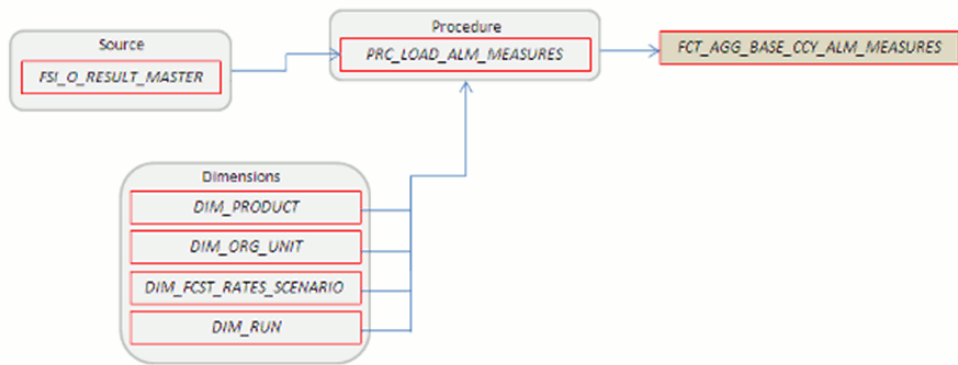 Source
FSI_O_RESULT_MASTER
Procedure
PRC_LOAD_ALM_MEASURES
FCT_AGG_BASE_CCY_ALM_MEASURES
Dimensions
DIM_PRODUCT
DIM_ORG_UNIT
DIM_FCST_RATES_SCENARIO
DIM_RUN